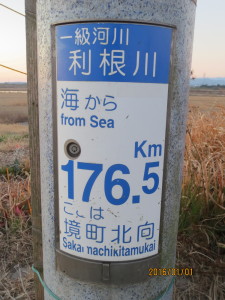 一級河川
利根川
海から
from Sea
Km
176.5
ここは
境町北向
Sakaimachikitamukai
2016/01/01